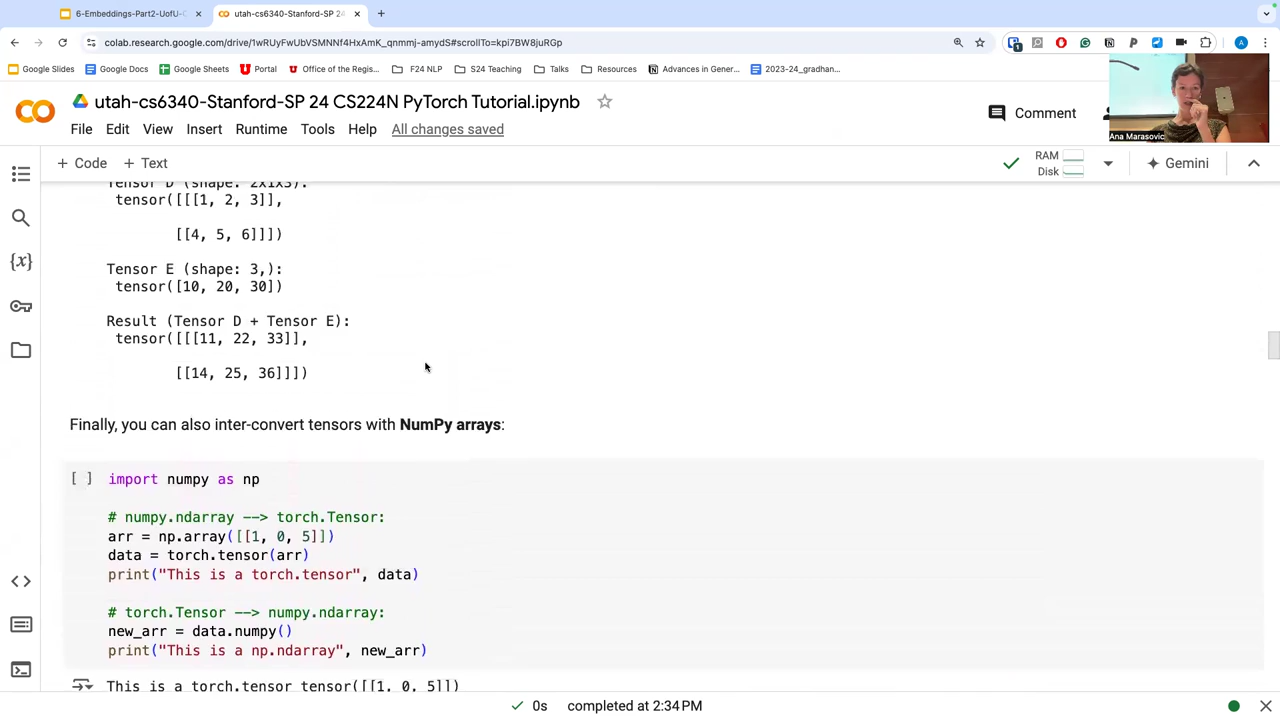 6-Embeddings-Part2-UofU-C
utah-cs6340-Stanford-SP 24
colab.research.google.com/drive/1wRUyFwUbVSMNNf4HxAmK_qnmmj-amydS#scrollTo=kpi7BW8juRGp
Google Slides Google Docs Google Sheets Portal Office of the Regis... F24 NLP S24Teaching Talks Resources Advances in Gener... 2023-24_gradhan...
utah-cs6340-Stanford-SP 24 CS224N PyTorch Tutorial.ipynb
File Edit View Insert Runtime Tools Help All changes saved
Comment
Ana Marasovic
+ Code + Text
RAM
Disk
Gemini
Tensor D (shape: 2x1x3):
tensor([[[1, 2, 3]],
[[4, 5, 6]]])
Tensor E (shape: 3,):
tensor([10, 20, 30])
Result (Tensor D + Tensor E):
tensor([[[11, 22, 33]],
[[14, 25, 36]]])
Finally, you can also inter-convert tensors with NumPy arrays:
[ ] import numpy as np
# numpy.ndarray --> torch.Tensor:
arr = np.array([[1, 0, 5]])
data = torch.tensor(arr)
print("This is a torch.tensor", data)
# torch.Tensor --> numpy.ndarray:
new_arr = data.numpy()
print("This is a np.ndarray", new_arr)
This is a torch.tensor tensor([[1, 0, 5]])
0s completed at 2:34 PM